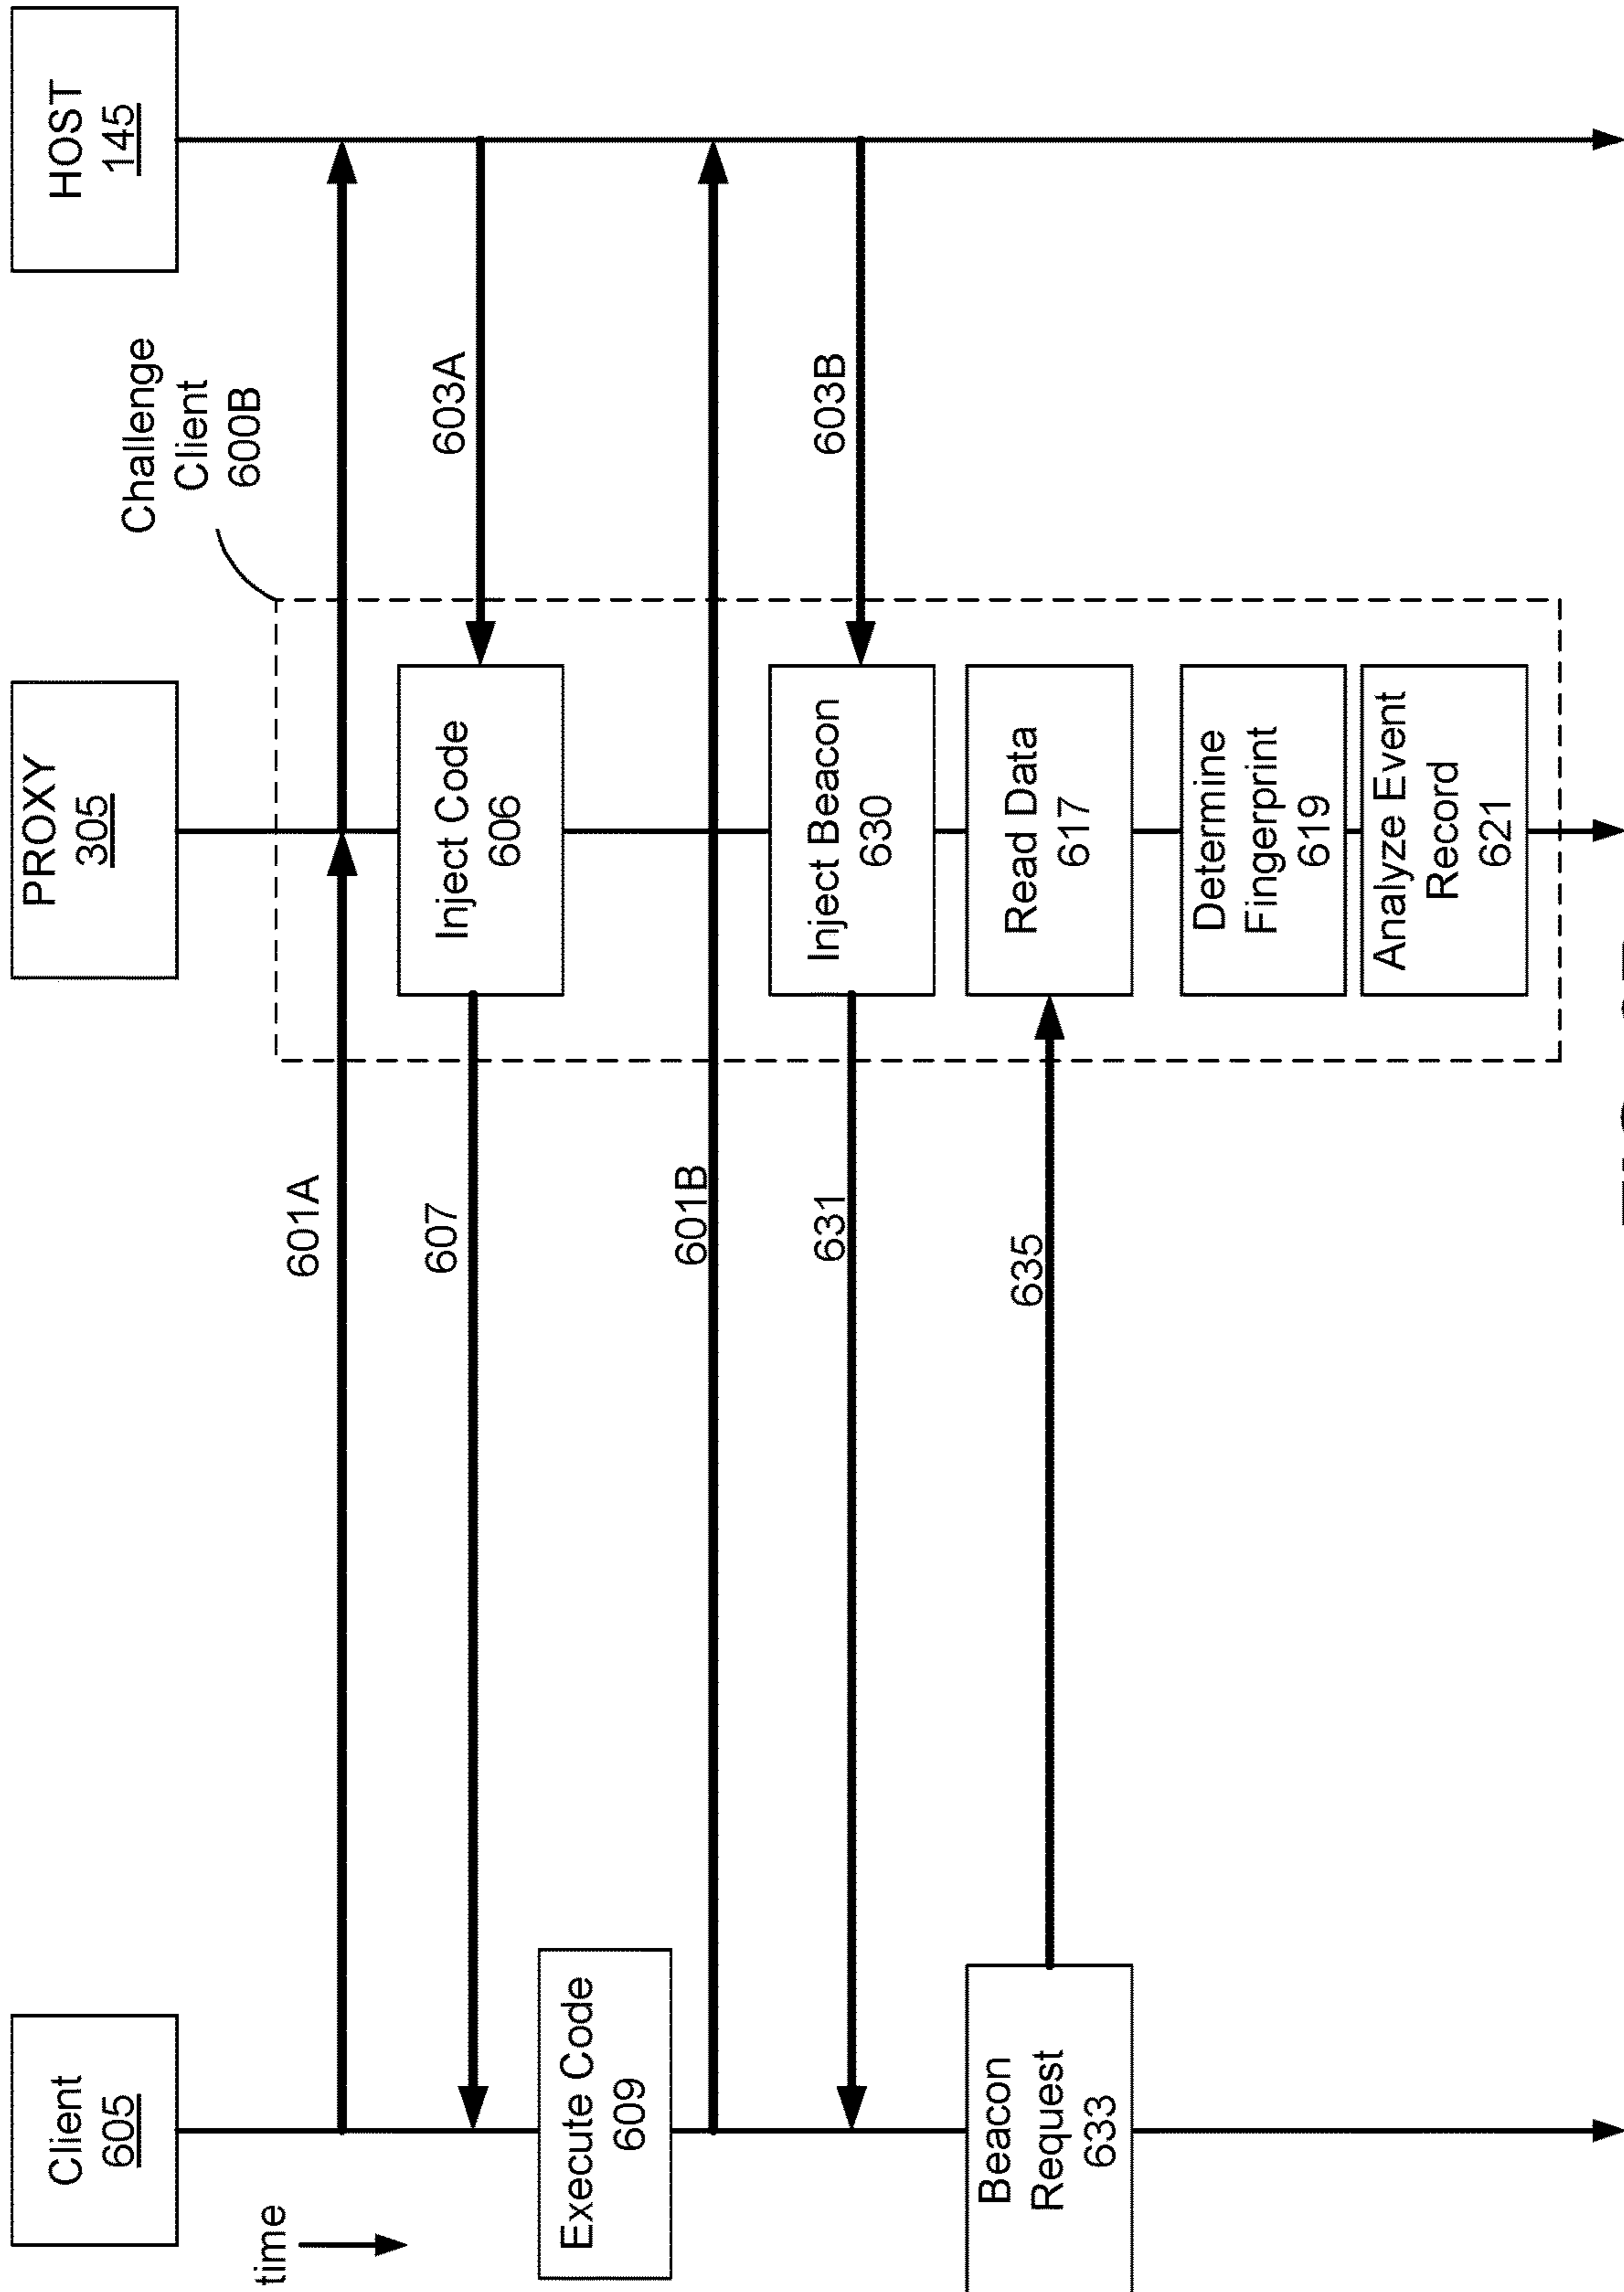 Client
605
PROXY
305
HOST
145
time
Challenge
Client
600B
601A
607
603A
Inject Code
606
Execute Code
609
601B
631
603B
Inject Beacon
630
Beacon
Request
633
635
Read Data
617
Determine
Fingerprint
619
Analyze Event
Record
621